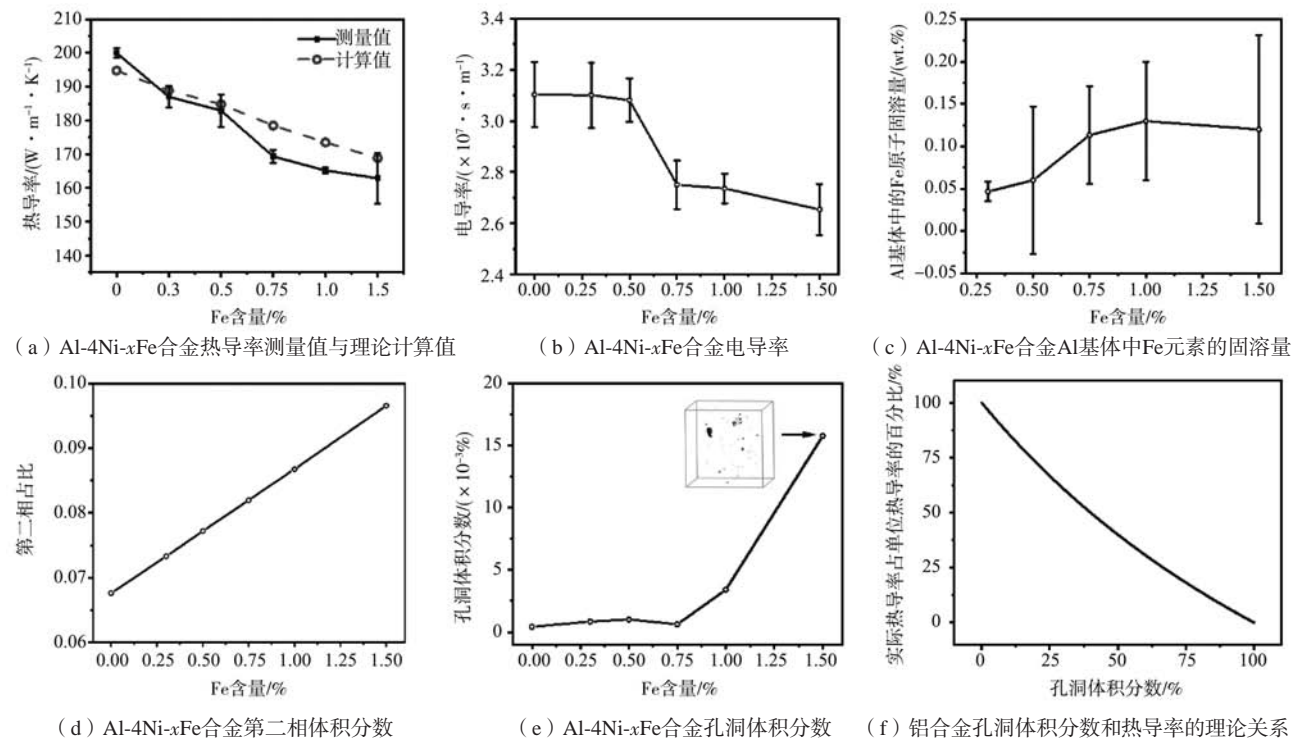 210
200
190
180
170
160
150
140
热导率/(W·m⁻¹·K⁻¹)
测量值
计算值
0 0.3 0.5 0.75 1.0 1.5
Fe含量/%
(a)Al-4Ni-xFe合金热导率测量值与理论计算值
3.4
3.2
3.0
2.8
2.6
2.4
电导率/(×10⁷·s·m⁻¹)
0.00 0.25 0.50 0.75 1.00 1.25 1.50
Fe含量/%
(b)Al-4Ni-xFe合金电导率
0.25
0.20
0.15
0.10
0.05
0.00
-0.05
Al基体中的Fe原子固溶量/(wt.%)
0.25 0.50 0.75 1.00 1.25 1.50
Fe含量/%
(c)Al-4Ni-xFe合金Al基体中Fe元素的固溶量
0.10
0.09
0.08
0.07
0.06
第二相占比
0.00 0.25 0.50 0.75 1.00 1.25 1.50
Fe含量/%
(d)Al-4Ni-xFe合金第二相体积分数
20
15
10
5
0
孔洞体积分数/(×10⁻³%)
0.00 0.25 0.50 0.75 1.00 1.25 1.50
Fe含量/%
(e)Al-4Ni-xFe合金孔洞体积分数
100
75
50
25
0
实际热导率占单位热导率的百分比/%
0 25 50 75 100
孔洞体积分数/%
(f)铝合金孔洞体积分数和热导率的理论关系